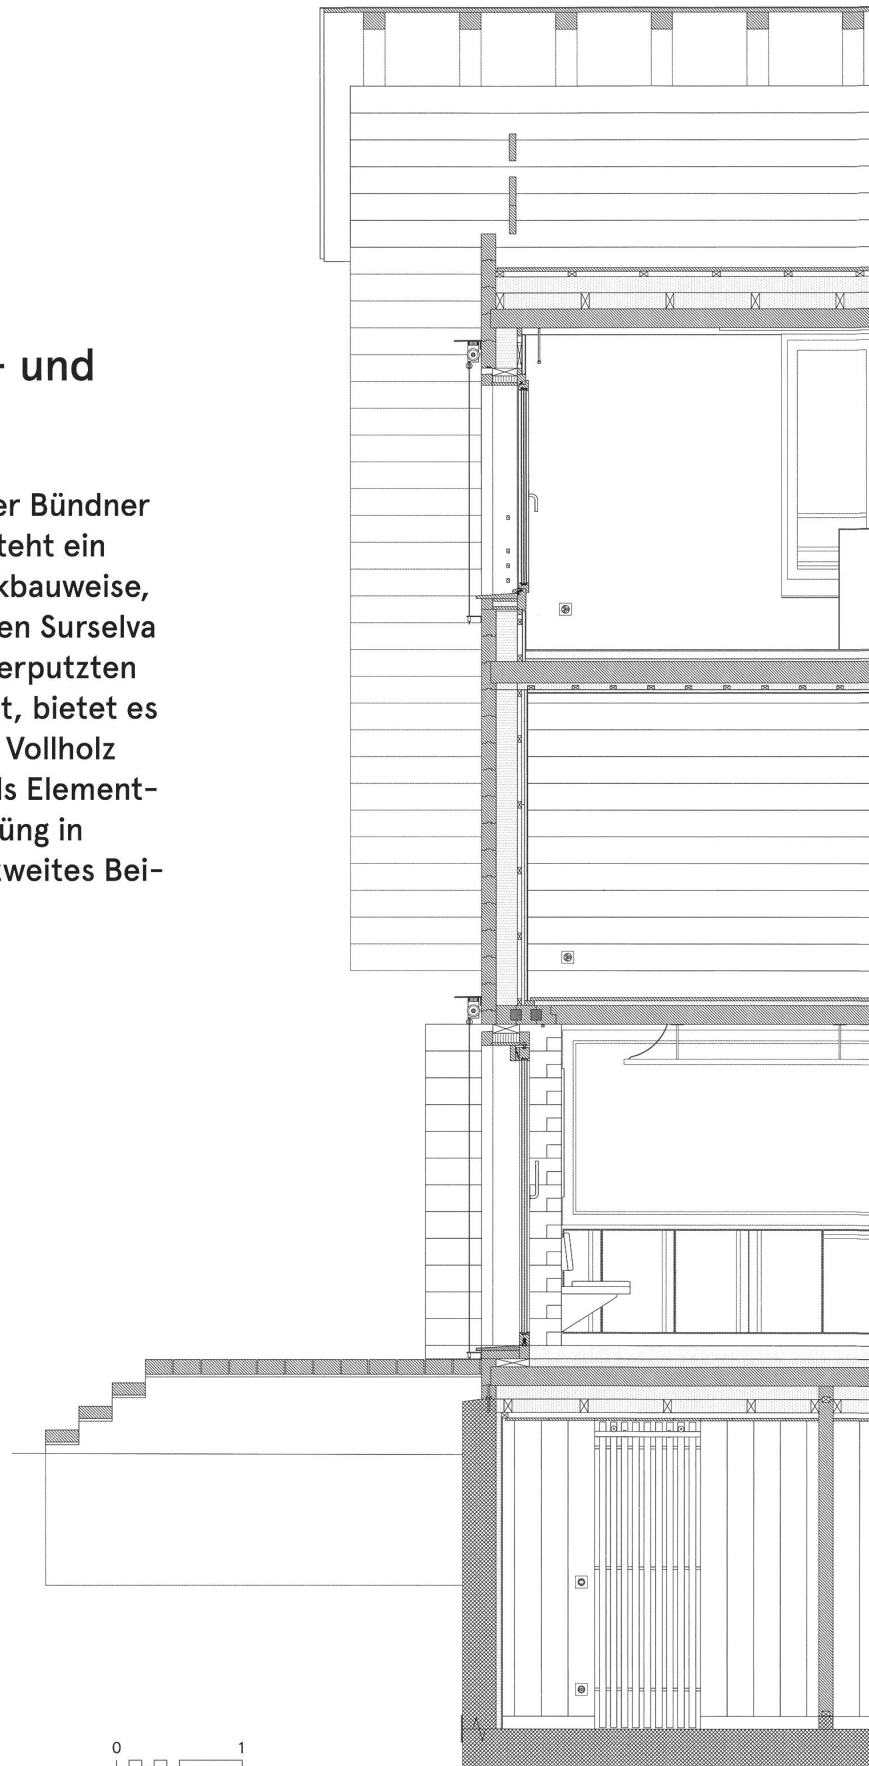 - und
er Bündner
teht ein
kbauweise,
en Surselva
erputzten
t, bietet es
Vollholz
ls Element-
üng in
zweites Bei-
0 1